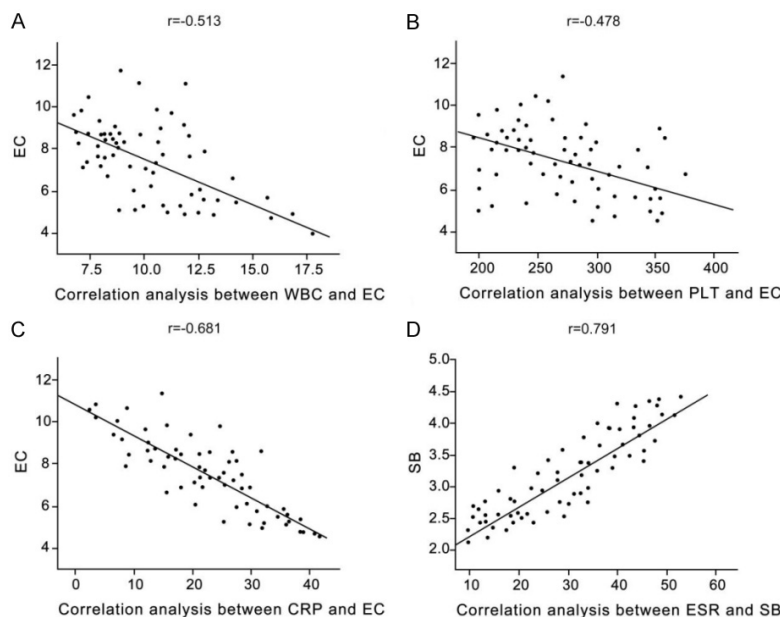 A
r=-0.513
12
10
8
6
4
EC
7.5 10.0 12.5 15.0 17.5
Correlation analysis between WBC and EC
B
r=-0.478
12
10
8
6
4
EC
200 250 300 350 400
Correlation analysis between PLT and EC
C
r=-0.681
12
10
8
6
4
EC
0 10 20 30 40
Correlation analysis between CRP and EC
D
r=0.791
5.0
4.5
4.0
3.5
3.0
2.5
2.0
SB
10 20 30 40 50 60
Correlation analysis between ESR and SB